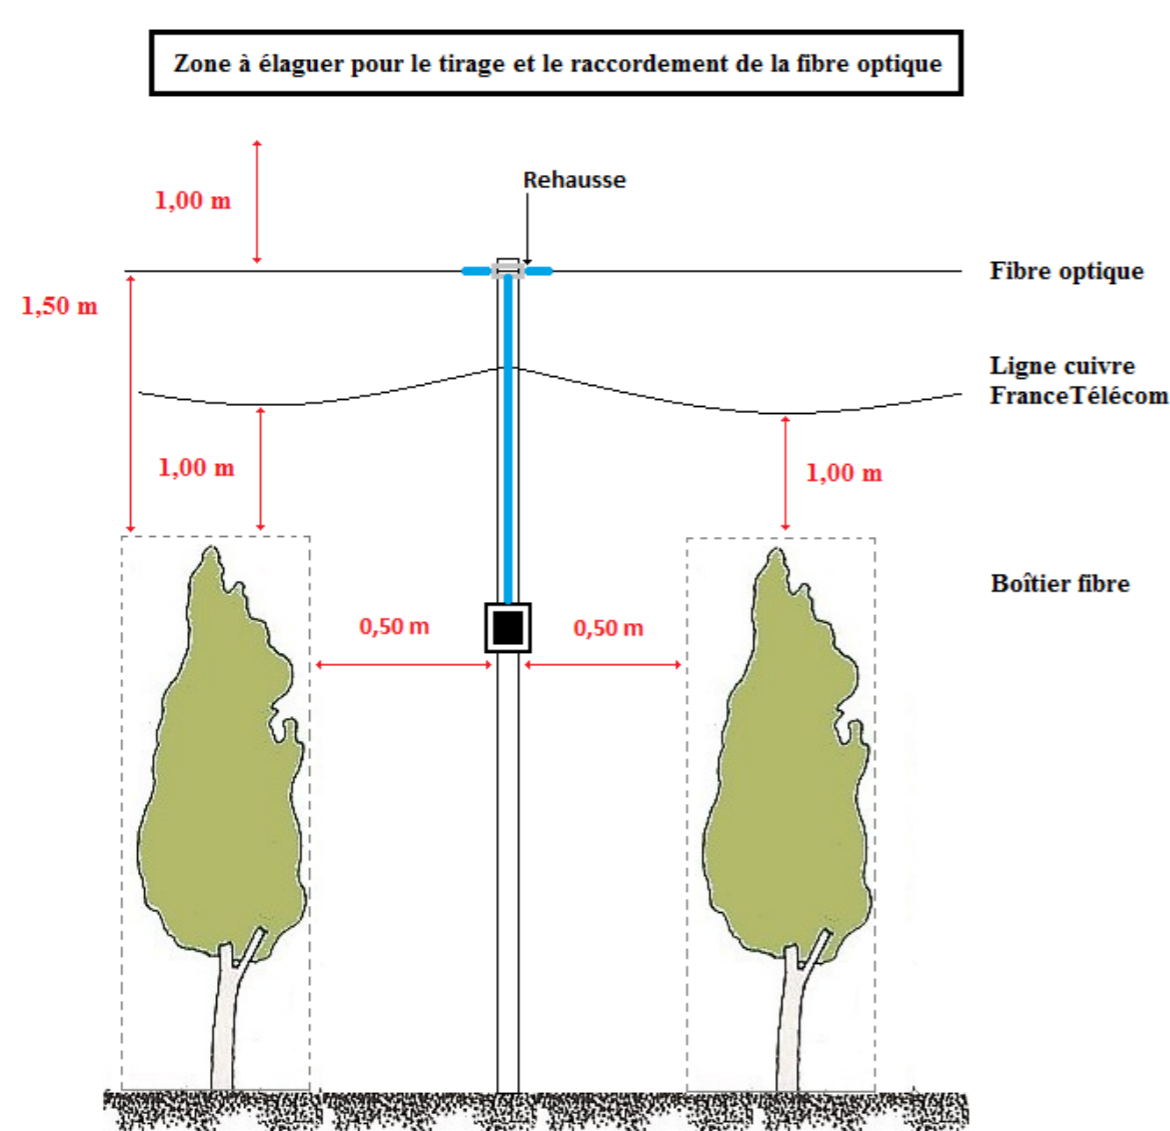 Zone à élaguer pour le tirage et le raccordement de la fibre optique
1,00 m
Rehausse
Fibre optique
1,50 m
Ligne cuivre
FranceTélécom
1,00 m
1,00 m
Boîtier fibre
0,50 m
0,50 m